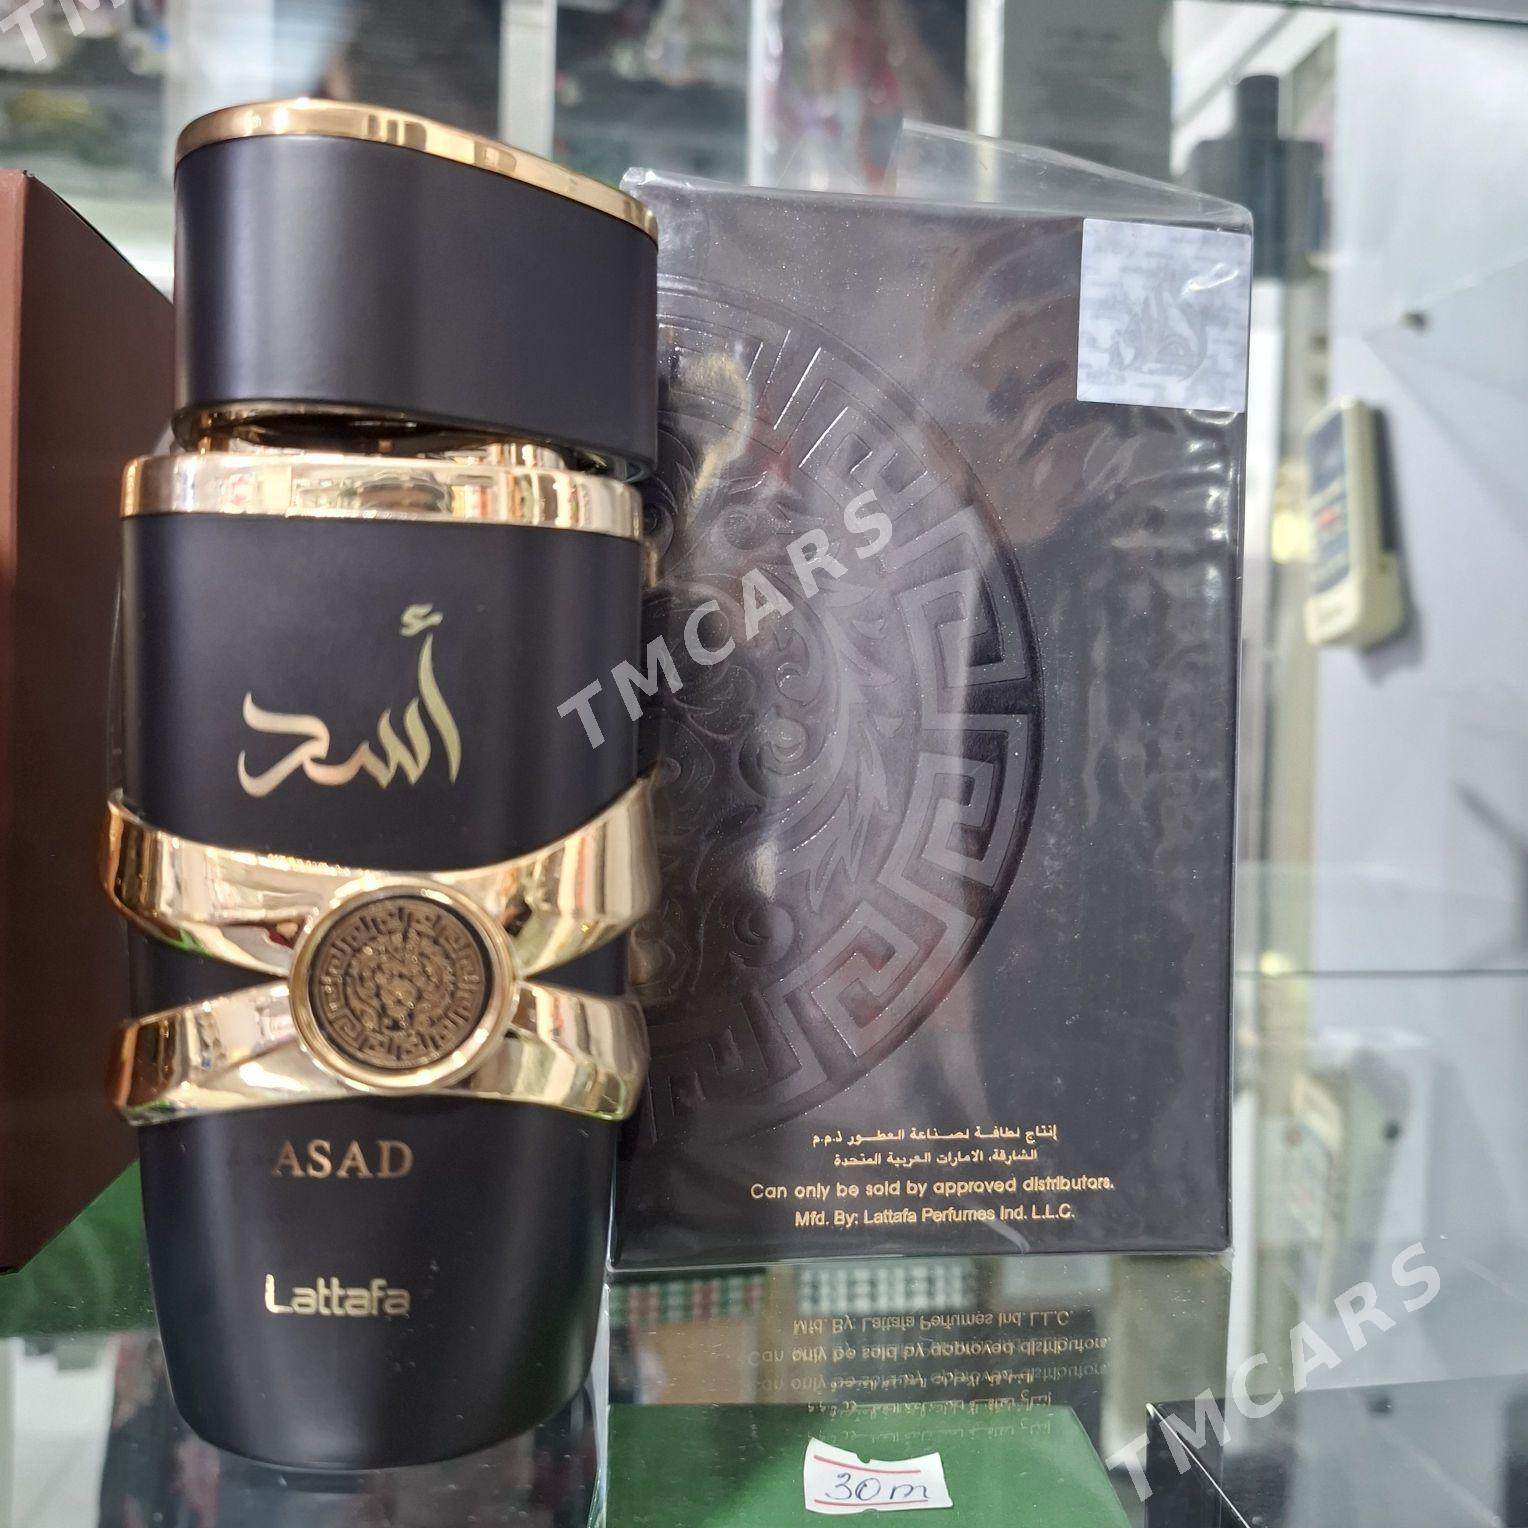 أسد
ASAD
Lattafa
إنتاج لطافة لصناعة العطور ذ.م.م
الشارقة، الامارات العربية المتحدة
Can only be sold by approved distributors.
Mfd. By: Lattafa Perfumes Ind. L.L.C.
30m
TMCARS
TMCARS